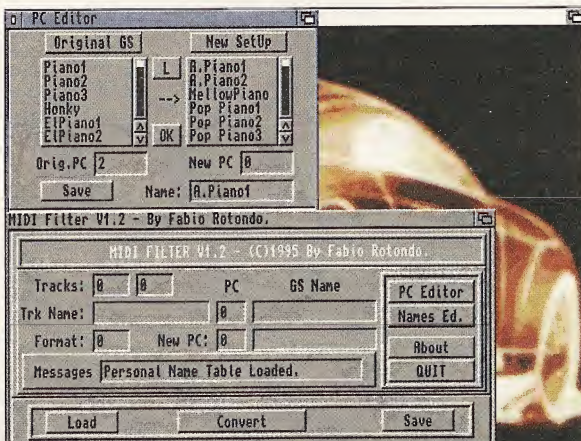 PC Editor
Original GS
New SetUp
Piano1
Piano2
Piano3
Honky
ElPiano1
ElPiano2
L
-->
OK
A.Piano1
A.Piano2
MellowPiano
Pop Piano1
Pop Piano2
Pop Piano3
Orig.PC 2
New PC 0
Save
Name: A.Piano1
MIDI Filter V1.2 - By Fabio Rotondo.
MIDI FILTER V1.2 - (C)1995 By Fabio Rotondo.
Tracks: 0 0
PC
GS Name
Trk Name: 0
Format: 0
New PC: 0
Messages Personal Name Table Loaded.
PC Editor
Names Ed.
About
QUIT
Load
Convert
Save